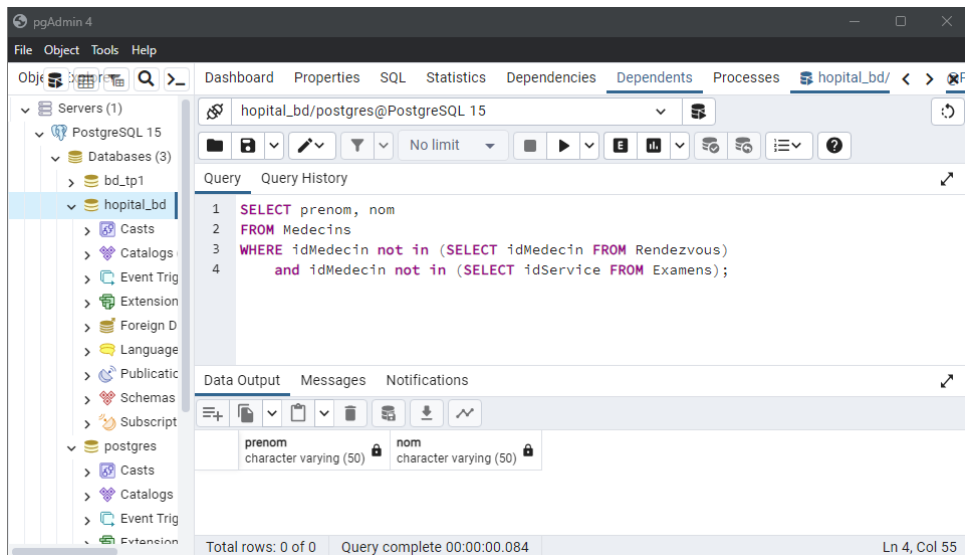 pgAdmin 4
File Object Tools Help
Dashboard Properties SQL Statistics Dependencies Dependents Processes hopital_bd/
Servers (1)
PostgreSQL 15
Databases (3)
bd_tp1
hopital_bd
Casts
Catalogs
Event Trig
Extension
Foreign D
Language
Publicatic
Schemas
Subscript
postgres
Casts
Catalogs
Event Trig
Extension
hopital_bd/postgres@PostgreSQL 15
No limit
E
Query Query History
1 SELECT prenom, nom
2 FROM Medecins
3 WHERE idMedecin not in (SELECT idMedecin FROM Rendezvous)
4 and idMedecin not in (SELECT idService FROM Examens);
Data Output Messages Notifications
prenom
character varying (50)
nom
character varying (50)
Total rows: 0 of 0 Query complete 00:00:00.084 Ln 4, Col 55